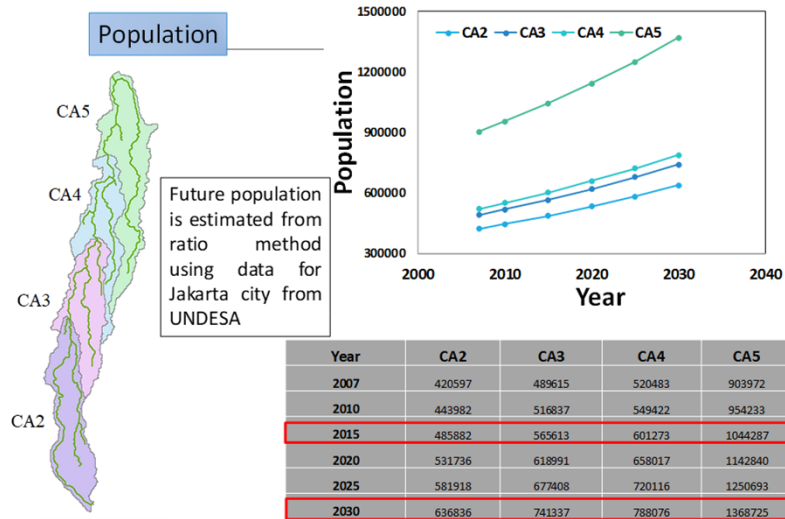 Population
CA5
CA4
CA3
CA2
Future population
is estimated from
ratio method
using data for
Jakarta city from
UNDESA
1500000
1200000
900000
600000
300000
Population
CA2 CA3 CA4 CA5
2000 2010 2020 2030 2040
Year
Year CA2 CA3 CA4 CA5
2007 420597 489615 520483 903972
2010 443982 516837 549422 954233
2015 485882 565613 601273 1044287
2020 531736 618991 658017 1142840
2025 581918 677408 720116 1250693
2030 636836 741337 788076 1368725